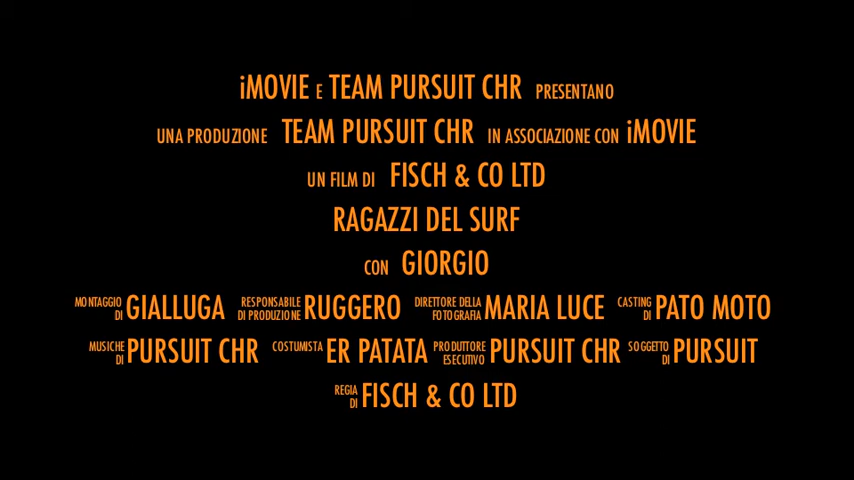 iMOVIE E TEAM PURSUIT CHR PRESENTANO
UNA PRODUZIONE TEAM PURSUIT CHR IN ASSOCIAZIONE CON iMOVIE
UN FILM DI FISCH & CO LTD
RAGAZZI DEL SURF
CON GIORGIO
MONTAGGIO DI GIALLUGA RESPONSABILE DI PRODUZIONE RUGGERO DIRETTORE DELLA FOTOGRAFIA MARIA LUCE CASTING DI PATO MOTO
MUSICHE DI PURSUIT CHR COSTUMISTA ER PATATA PRODUTTORE ESECUTIVO PURSUIT CHR SOGGETTO DI PURSUIT
REGIA DI FISCH & CO LTD